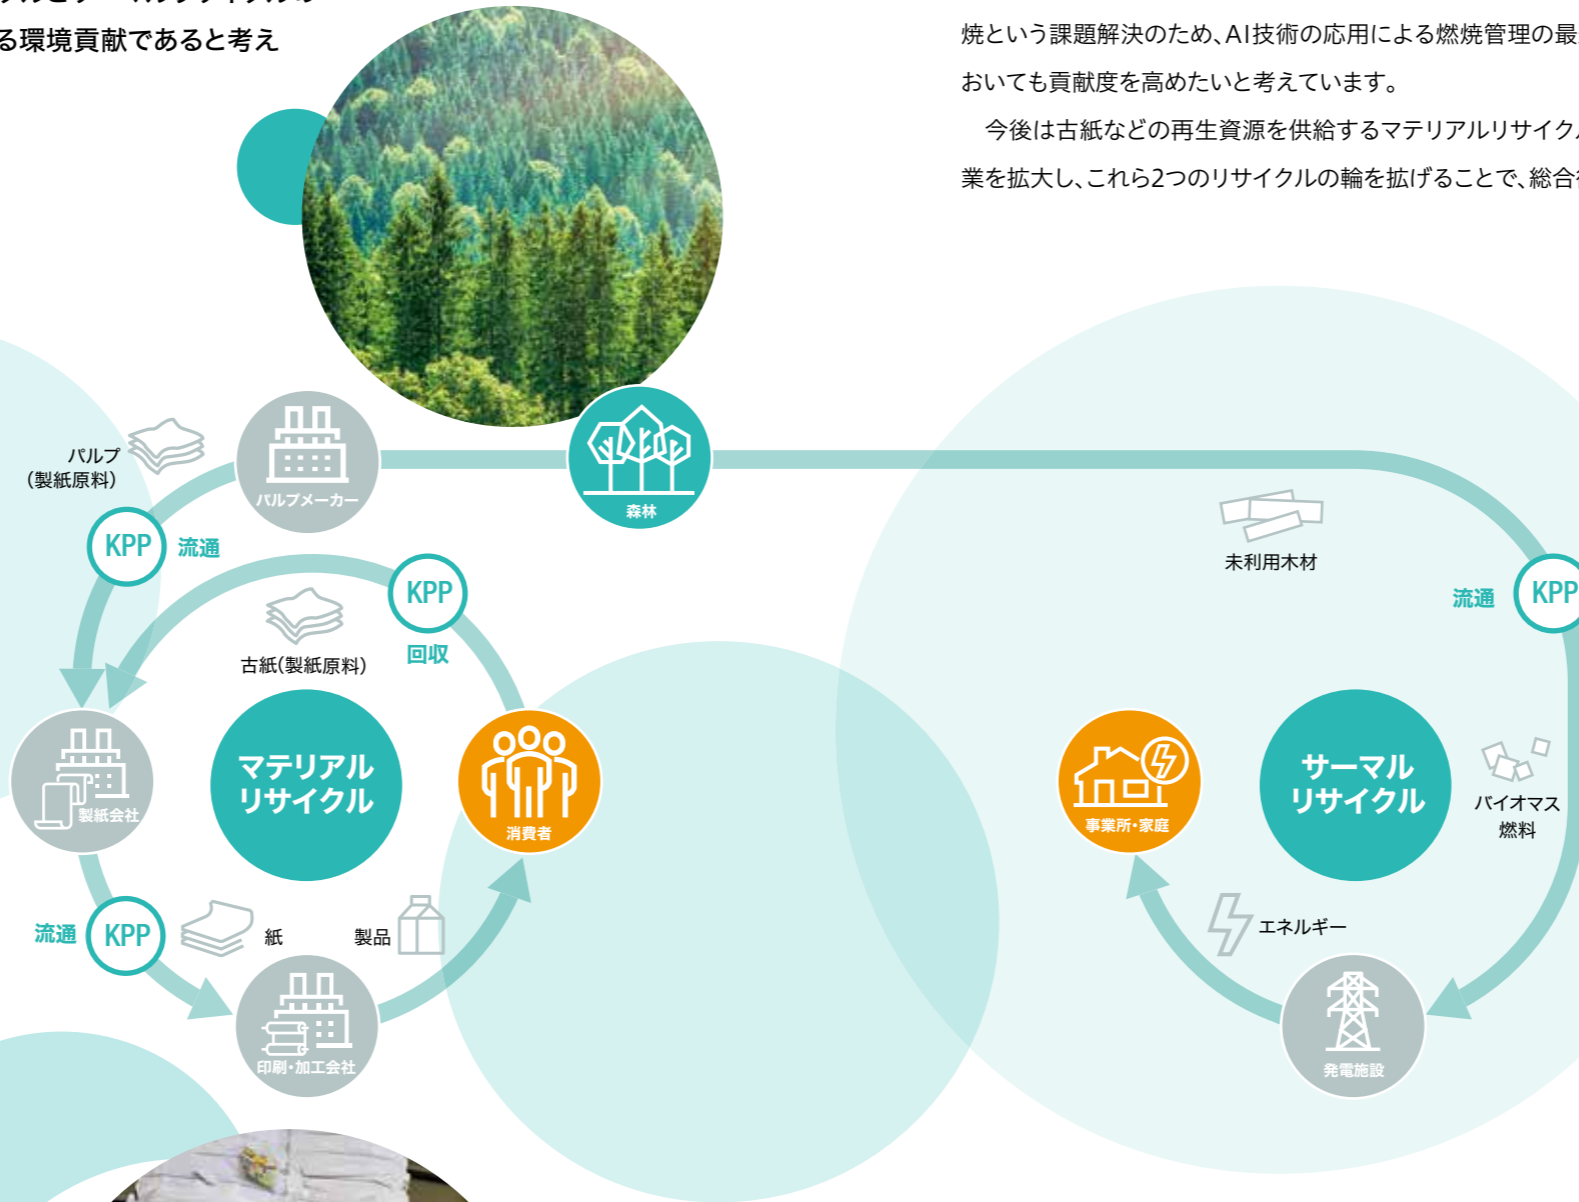 る環境貢献であると考え
焼という課題解決のため、AI技術の応用による燃焼管理の最
おいても貢献度を高めたいと考えています。
今後は古紙などの再生資源を供給するマテリアルリサイクル
業を拡大し、これら2つのリサイクルの輪を拡げることで、総合
パルプ
(製紙原料)
パルプメーカー
森林
KPP
流通
KPP
回収
古紙(製紙原料)
マテリアル
リサイクル
製紙会社
消費者
流通
KPP
紙
製品
印刷・加工会社
未利用木材
流通
KPP
サーマル
リサイクル
事業所・家庭
バイオマス
燃料
エネルギー
発電施設